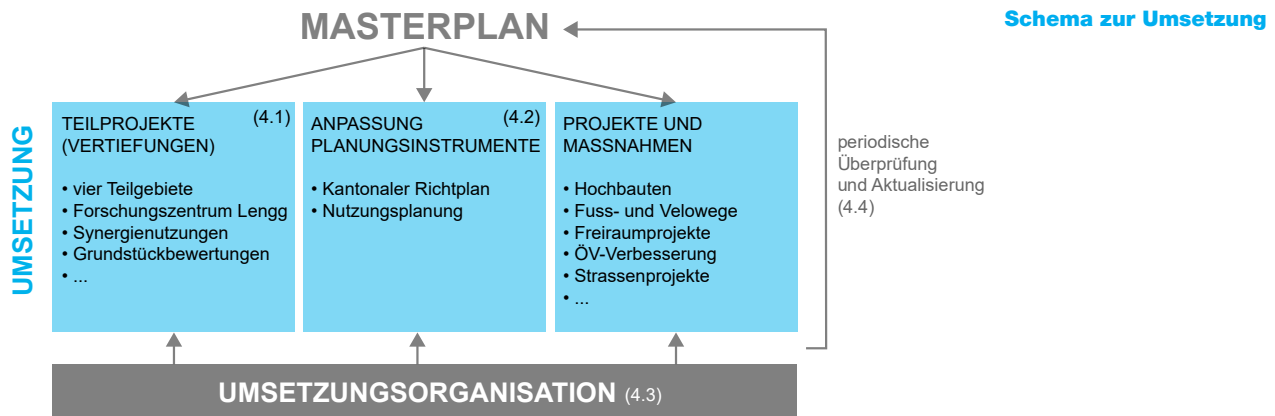 Schema zur Umsetzung
MASTERPLAN
UMSETZUNG
TEILPROJEKTE (4.1)
(VERTIEFUNGEN)
• vier Teilgebiete
• Forschungszentrum Lengg
• Synergienutzungen
• Grundstückbewertungen
• ...
ANPASSUNG (4.2)
PLANUNGSINSTRUMENTE
• Kantonaler Richtplan
• Nutzungsplanung
PROJEKTE UND
MASSNAHMEN
• Hochbauten
• Fuss- und Velowege
• Freiraumprojekte
• ÖV-Verbesserung
• Strassenprojekte
• ...
periodische
Überprüfung
und Aktualisierung
(4.4)
UMSETZUNGSORGANISATION (4.3)